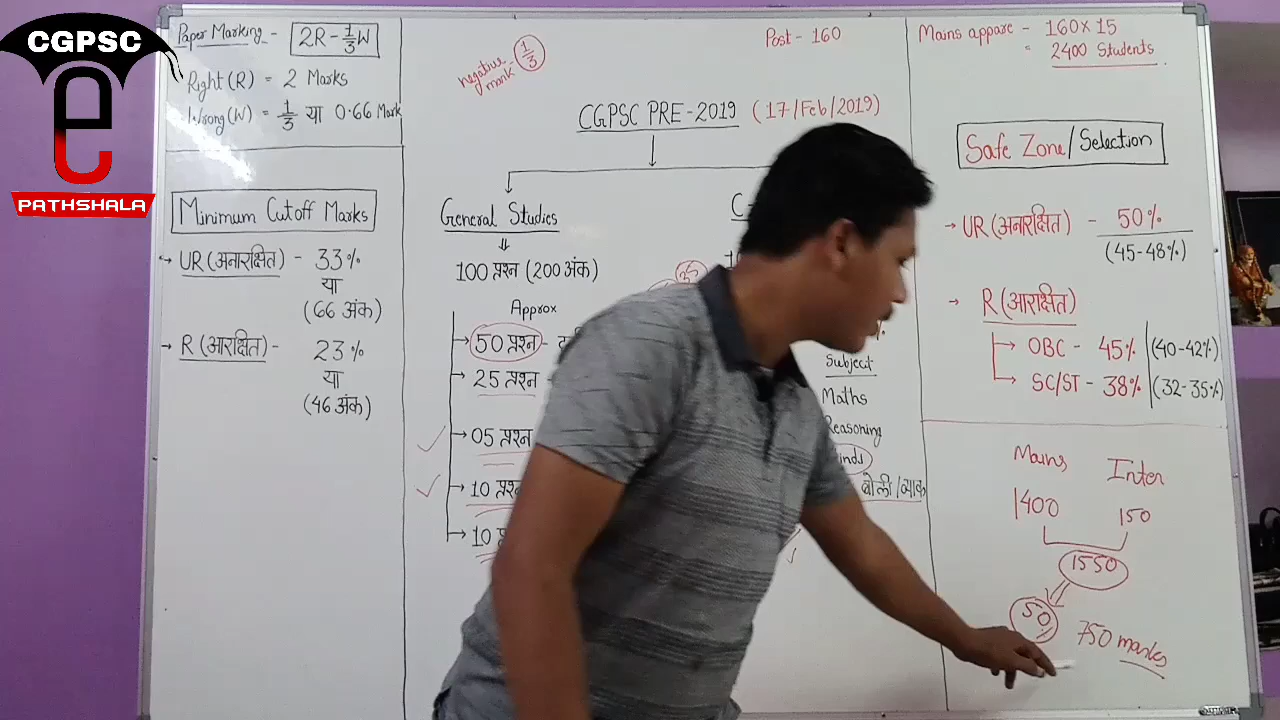 CGPSC
PATHSHALA
Paper Marking - 2R - 1/3 W
Right (R) = 2 Marks
Wrong (W) = 1/3 या 0.66 Mark
Minimum Cutoff Marks
→ UR (अनारक्षित) - 33%
या
(66 अंक)
→ R (आरक्षित) - 23%
या
(46 अंक)
negative mark - 1/3
Post - 160
CGPSC PRE-2019 (17/Feb/2019)
General Studies
100 प्रश्न (200 अंक)
Approx
→ 50 प्रश्न -
→ 25 प्रश्न -
→ 05 प्रश्न
→ 10 प्रश्न
→ 10
Subject
Maths
Reasoning
बोली/व्याक
Mains appare - 160 x 15
= 2400 Students
Safe Zone/Selection
→ UR (अनारक्षित) - 50%
(45-48%)
→ R (आरक्षित)
→ OBC - 45% (40-42%)
→ SC/ST - 38% (32-35%)
Mains Inter
1400 150
1550
50
750 marks